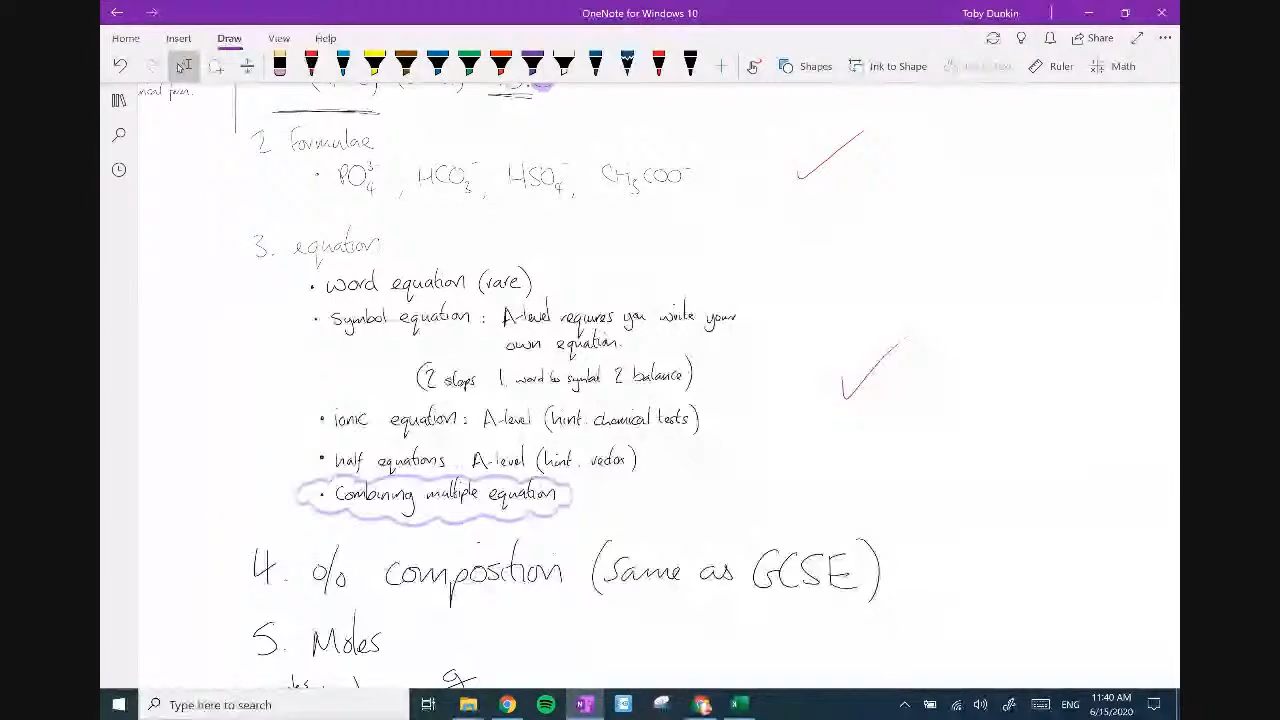 OneNote for Windows 10
Toby Dunkin
Home Insert Draw View Help
Share
Shapes Ink to Shape Ink to Text Ruler Math
2 formulae
· PO₄³⁻, HCO₃⁻, HSO₄⁻, CH₃COO⁻
3. equation
· word equation (rare)
· symbol equation : A-level requires you write your
own equation.
(2 steps 1. word to symbol 2 balance)
· ionic equation : A-level (hint. chemical tests)
· half equations A-level (hint. redox)
· Combining multiple equation
4. % composition (same as GCSE)
5. Moles
Type here to search
ENG
11:40 AM
6/15/2020